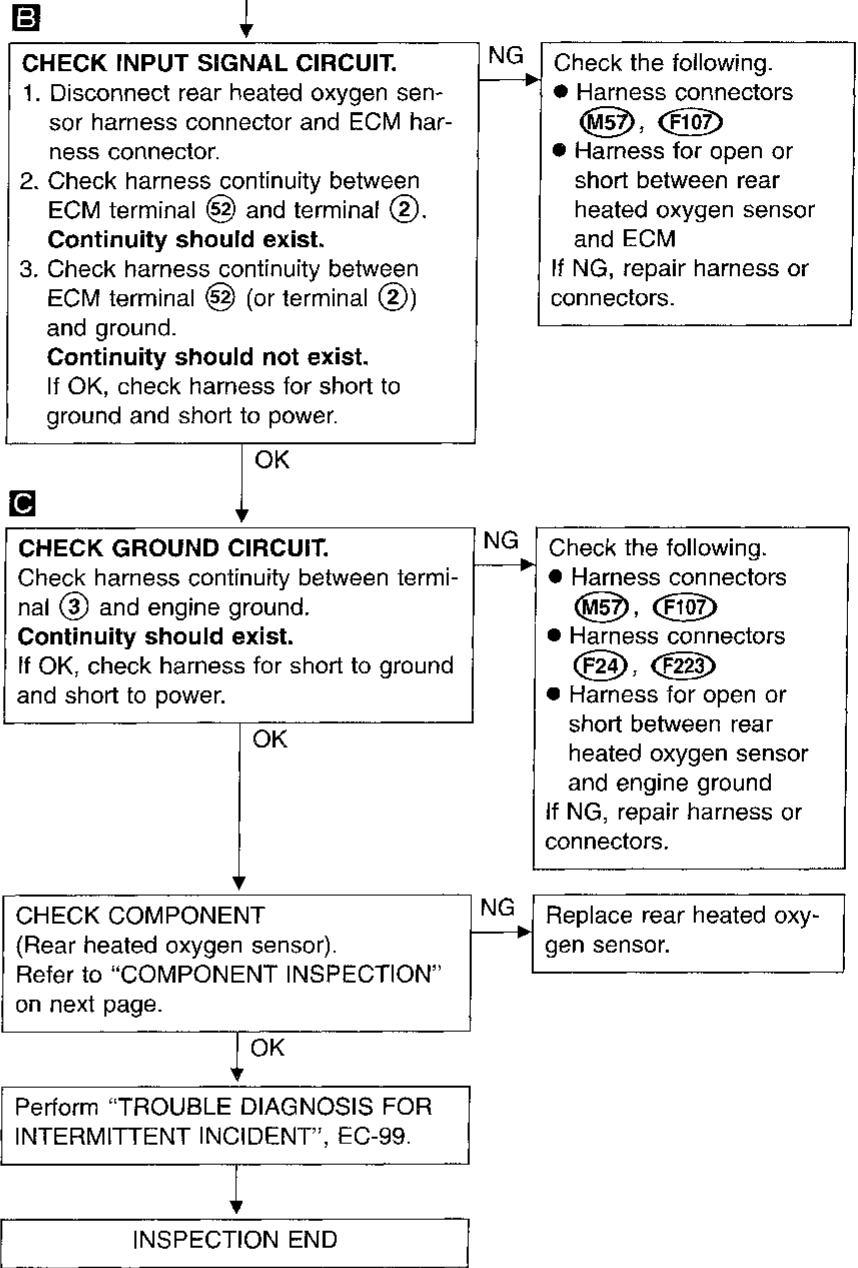 B
CHECK INPUT SIGNAL CIRCUIT.
1. Disconnect rear heated oxygen sen-
sor harness connector and ECM har-
ness connector.
2. Check harness continuity between
ECM terminal 52 and terminal 2.
Continuity should exist.
3. Check harness continuity between
ECM terminal 52 (or terminal 2)
and ground.
Continuity should not exist.
If OK, check harness for short to
ground and short to power.
NG
Check the following.
● Harness connectors
M57, F107
● Harness for open or
short between rear
heated oxygen sensor
and ECM
If NG, repair harness or
connectors.
OK
C
CHECK GROUND CIRCUIT.
Check harness continuity between termi-
nal 3 and engine ground.
Continuity should exist.
If OK, check harness for short to ground
and short to power.
NG
Check the following.
● Harness connectors
M57, F107
● Harness connectors
F24, F223
● Harness for open or
short between rear
heated oxygen sensor
and engine ground
If NG, repair harness or
connectors.
OK
CHECK COMPONENT
(Rear heated oxygen sensor).
Refer to “COMPONENT INSPECTION”
on next page.
NG
Replace rear heated oxy-
gen sensor.
OK
Perform “TROUBLE DIAGNOSIS FOR
INTERMITTENT INCIDENT”, EC-99.
INSPECTION END